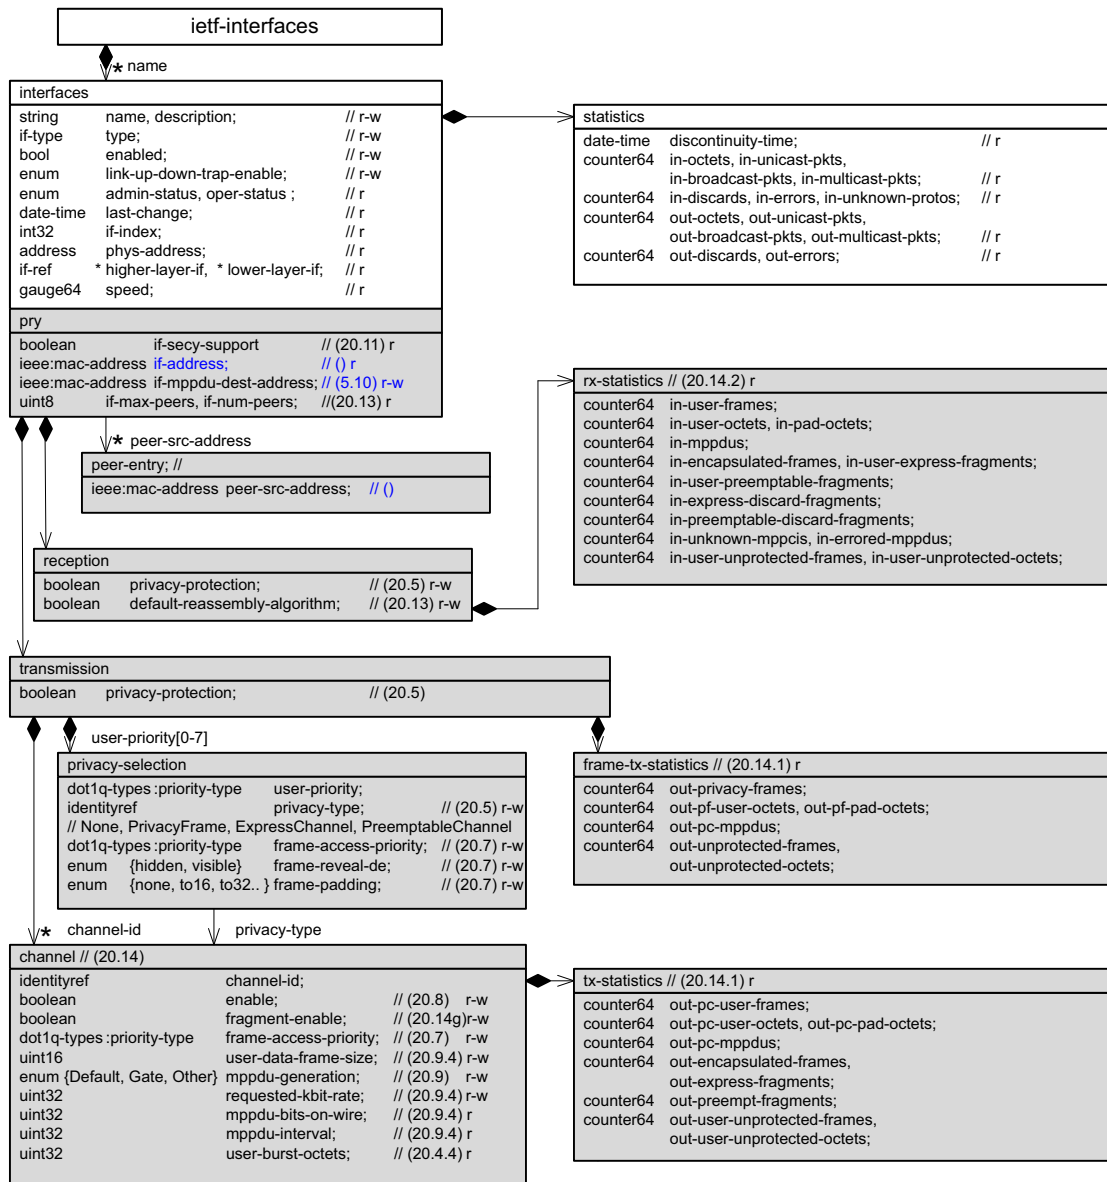 ietf-interfaces
* name
interfaces
string name, description; // r-w
if-type type; // r-w
bool enabled; // r-w
enum link-up-down-trap-enable; // r-w
enum admin-status, oper-status ; // r
date-time last-change; // r
int32 if-index; // r
address phys-address; // r
if-ref * higher-layer-if, * lower-layer-if; // r
gauge64 speed; // r
statistics
date-time discontinuity-time; // r
counter64 in-octets, in-unicast-pkts,
in-broadcast-pkts, in-multicast-pkts; // r
counter64 in-discards, in-errors, in-unknown-protos; // r
counter64 out-octets, out-unicast-pkts,
out-broadcast-pkts, out-multicast-pkts; // r
counter64 out-discards, out-errors; // r
pry
boolean if-secy-support // (20.11) r
ieee:mac-address if-address; // () r
ieee:mac-address if-mppdu-dest-address; // (5.10) r-w
uint8 if-max-peers, if-num-peers; //(20.13) r
* peer-src-address
peer-entry; //
ieee:mac-address peer-src-address; // ()
rx-statistics // (20.14.2) r
counter64 in-user-frames;
counter64 in-user-octets, in-pad-octets;
counter64 in-mppdus;
counter64 in-encapsulated-frames, in-user-express-fragments;
counter64 in-user-preemptable-fragments;
counter64 in-express-discard-fragments;
counter64 in-preemptable-discard-fragments;
counter64 in-unknown-mppcis, in-errored-mppdus;
counter64 in-user-unprotected-frames, in-user-unprotected-octets;
reception
boolean privacy-protection; // (20.5) r-w
boolean default-reassembly-algorithm; // (20.13) r-w
transmission
boolean privacy-protection; // (20.5)
user-priority[0-7]
privacy-selection
dot1q-types :priority-type user-priority;
identityref privacy-type; // (20.5) r-w
// None, PrivacyFrame, ExpressChannel, PreemptableChannel
dot1q-types :priority-type frame-access-priority; // (20.7) r-w
enum {hidden, visible} frame-reveal-de; // (20.7) r-w
enum {none, to16, to32.. } frame-padding; // (20.7) r-w
frame-tx-statistics // (20.14.1) r
counter64 out-privacy-frames;
counter64 out-pf-user-octets, out-pf-pad-octets;
counter64 out-pc-mppdus;
counter64 out-unprotected-frames,
out-unprotected-octets;
* channel-id
privacy-type
channel // (20.14)
identityref channel-id;
boolean enable; // (20.8) r-w
boolean fragment-enable; // (20.14g)r-w
dot1q-types :priority-type frame-access-priority; // (20.7) r-w
uint16 user-data-frame-size; // (20.9.4) r-w
enum {Default, Gate, Other} mppdu-generation; // (20.9) r-w
uint32 requested-kbit-rate; // (20.9.4) r-w
uint32 mppdu-bits-on-wire; // (20.9.4) r
uint32 mppdu-interval; // (20.9.4) r
uint32 user-burst-octets; // (20.4.4) r
tx-statistics // (20.14.1) r
counter64 out-pc-user-frames;
counter64 out-pc-user-octets, out-pc-pad-octets;
counter64 out-pc-mppdus;
counter64 out-encapsulated-frames,
out-express-fragments;
counter64 out-preempt-fragments;
counter64 out-user-unprotected-frames,
out-user-unprotected-octets;